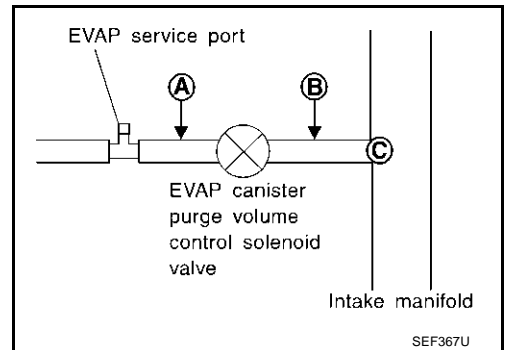 EVAP service port
A
B
C
EVAP canister
purge volume
control solenoid
valve
Intake manifold
SEF367U